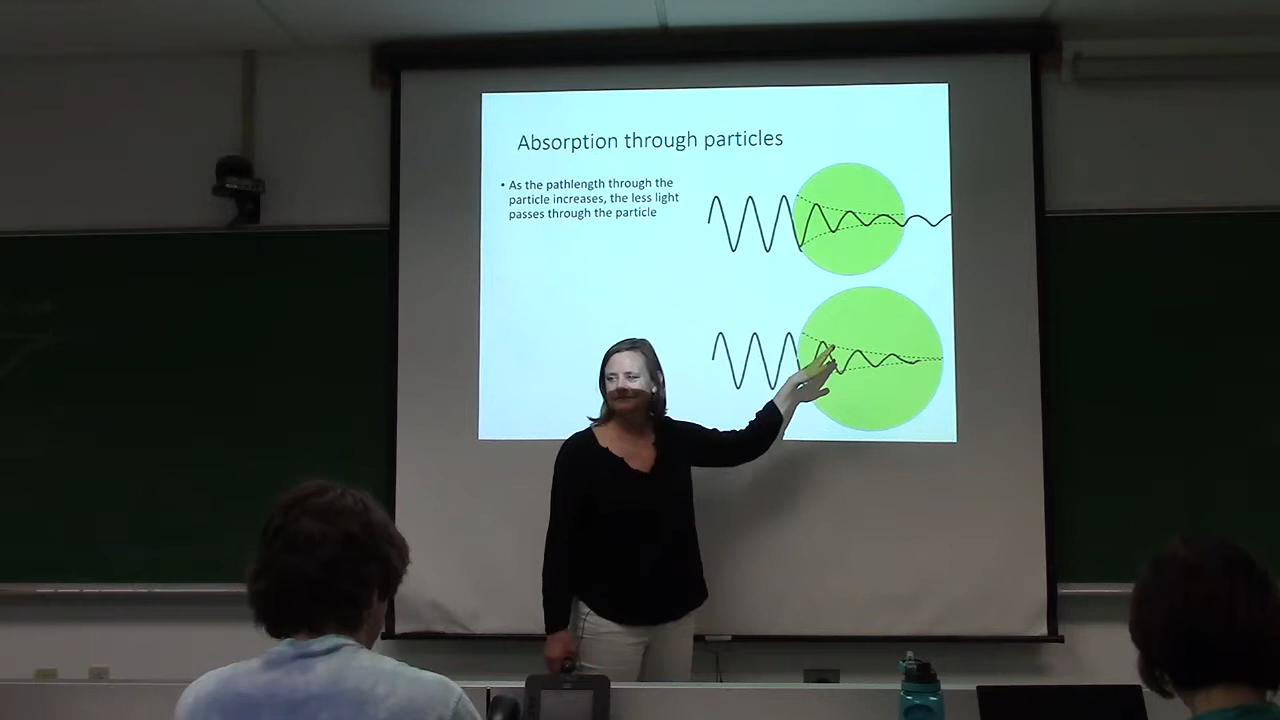 Absorption through particles
• As the pathlength through the
particle increases, the less light
passes through the particle